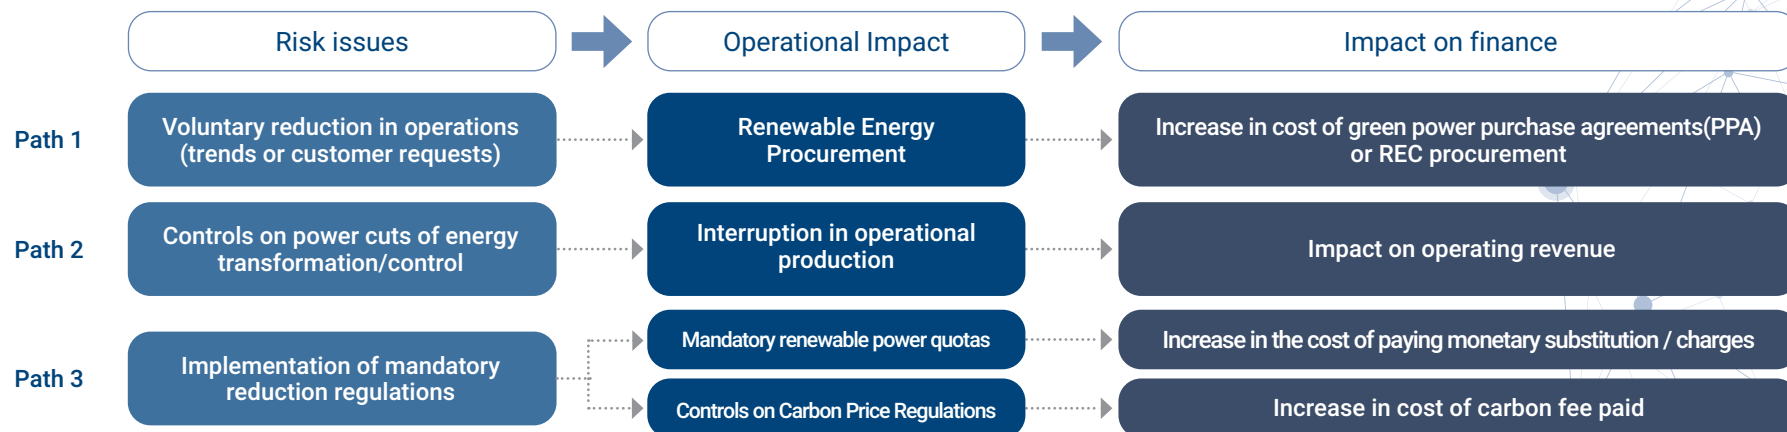 Risk issues
Operational Impact
Impact on finance
Path 1
Voluntary reduction in operations
(trends or customer requests)
Renewable Energy
Procurement
Increase in cost of green power purchase agreements(PPA)
or REC procurement
Path 2
Controls on power cuts of energy
transformation/control
Interruption in operational
production
Impact on operating revenue
Path 3
Implementation of mandatory
reduction regulations
Mandatory renewable power quotas
Increase in the cost of paying monetary substitution / charges
Controls on Carbon Price Regulations
Increase in cost of carbon fee paid